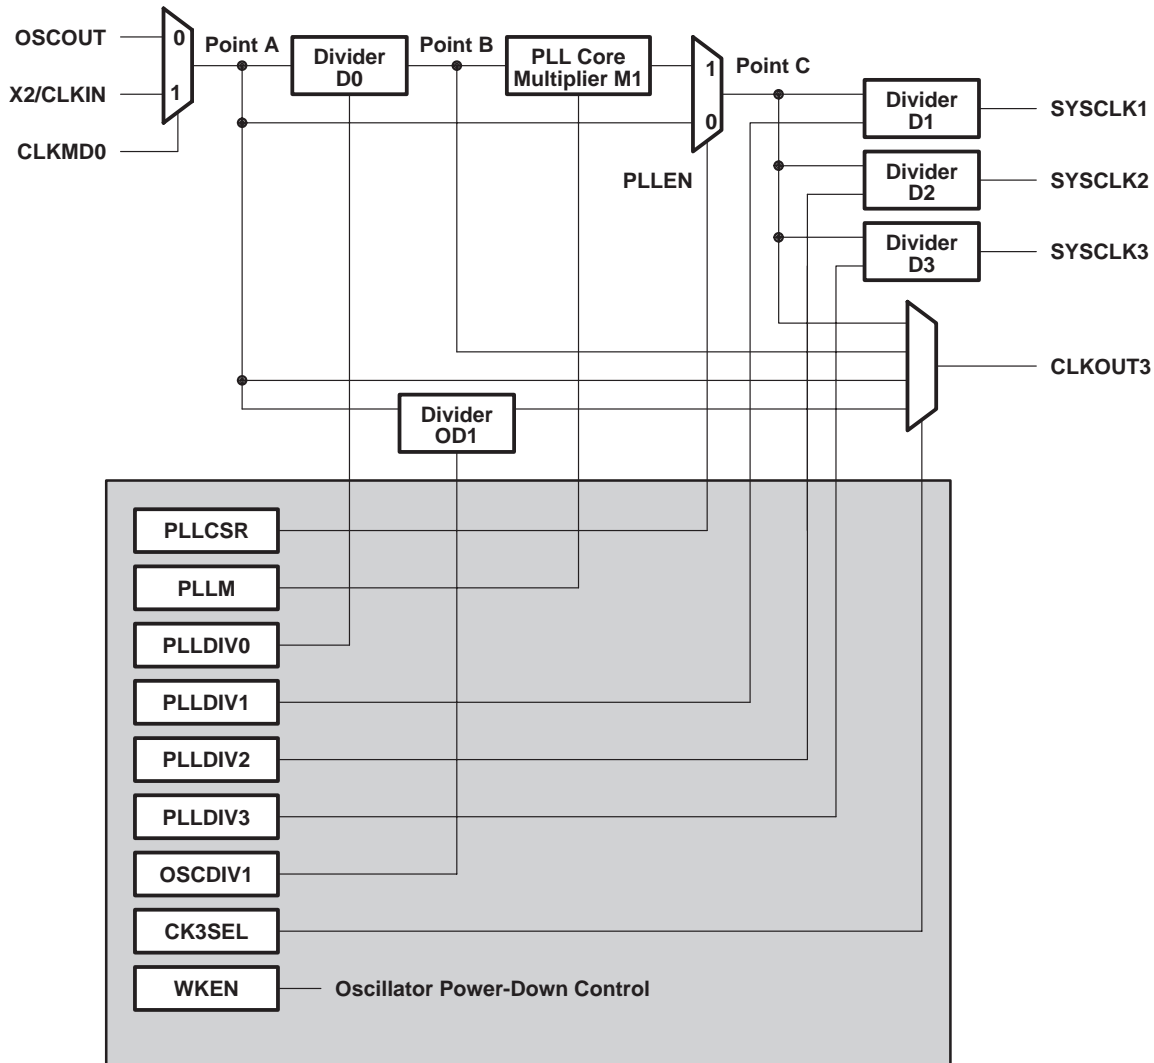 OSCOUT
0
Point A
Divider
D0
Point B
PLL Core
Multiplier M1
1
Point C
X2/CLKIN
1
0
Divider
D1
SYSCLK1
CLKMD0
PLLEN
Divider
D2
SYSCLK2
Divider
D3
SYSCLK3
CLKOUT3
Divider
OD1
PLLCSR
PLLM
PLLDIV0
PLLDIV1
PLLDIV2
PLLDIV3
OSCDIV1
CK3SEL
WKEN
Oscillator Power-Down Control